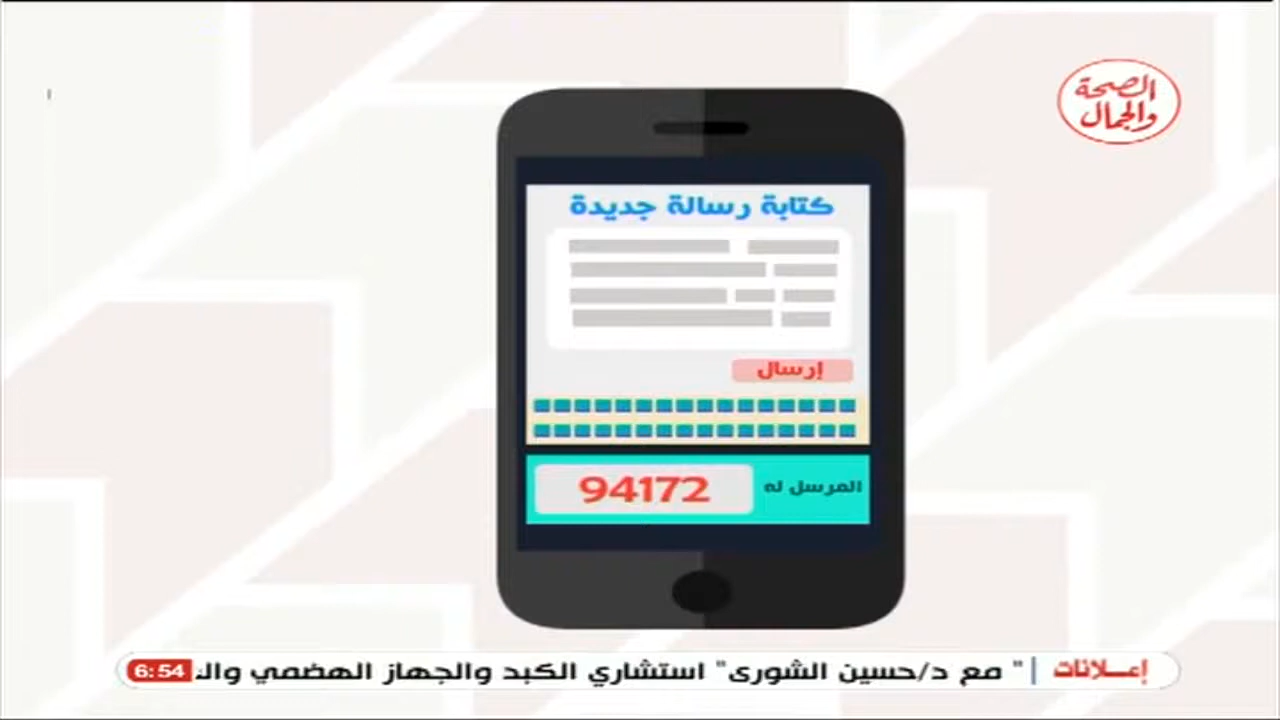 الصحة
والجمال
كتابة رسالة جديدة
إرسال
المرسل له
94172
إعلانات
" مع د/حسين الشورى" استشاري الكبد والجهاز الهضمي
6:54